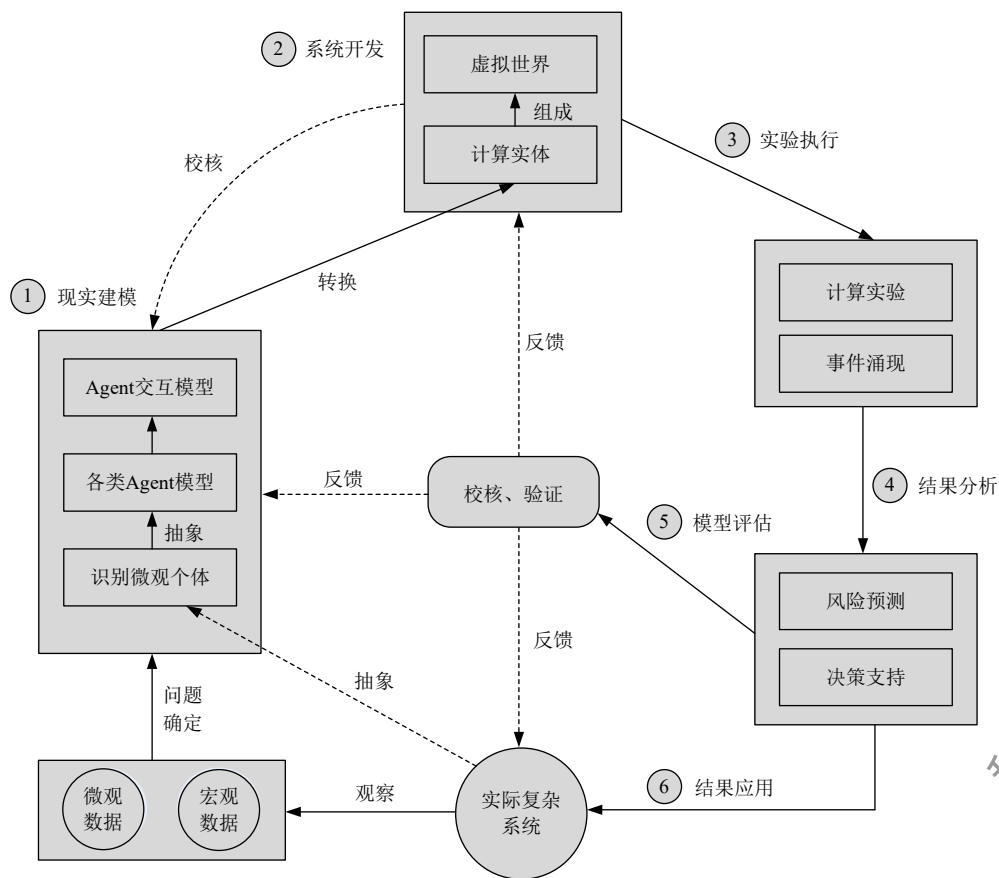 ② 系统开发
虚拟世界
组成
计算实体
校核
③ 实验执行
转换
① 现实建模
计算实验
事件涌现
反馈
Agent交互模型
各类Agent模型
抽象
识别微观个体
反馈
校核、验证
④ 结果分析
⑤ 模型评估
风险预测
决策支持
反馈
抽象
问题
确定
微观
数据
宏观
数据
观察
实际复杂
系统
⑥ 结果应用